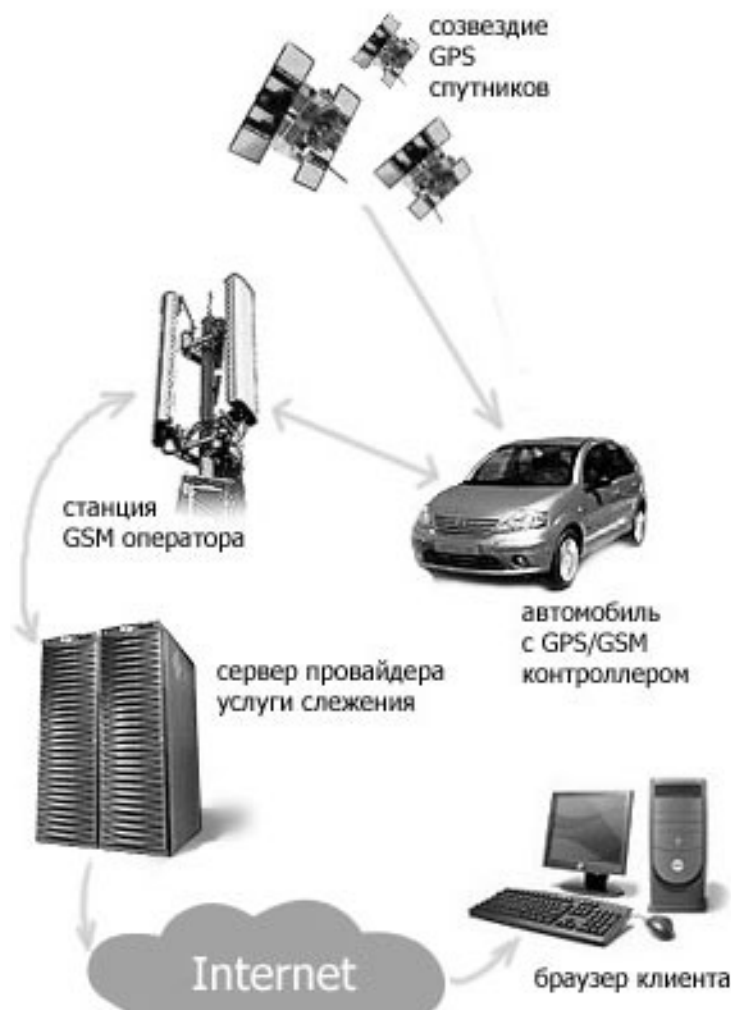 созвездие
GPS
спутников
станция
GSM оператора
автомобиль
с GPS/GSM
контроллером
сервер провайдера
услуги слежения
Internet
браузер клиента